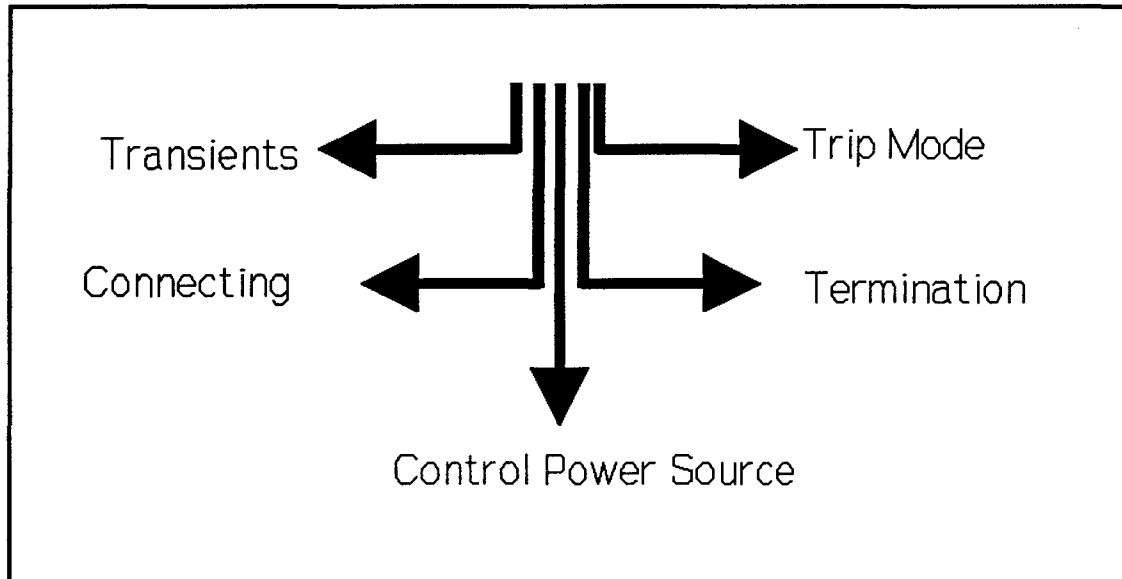 Transients
Trip Mode
Connecting
Termination
Control Power Source